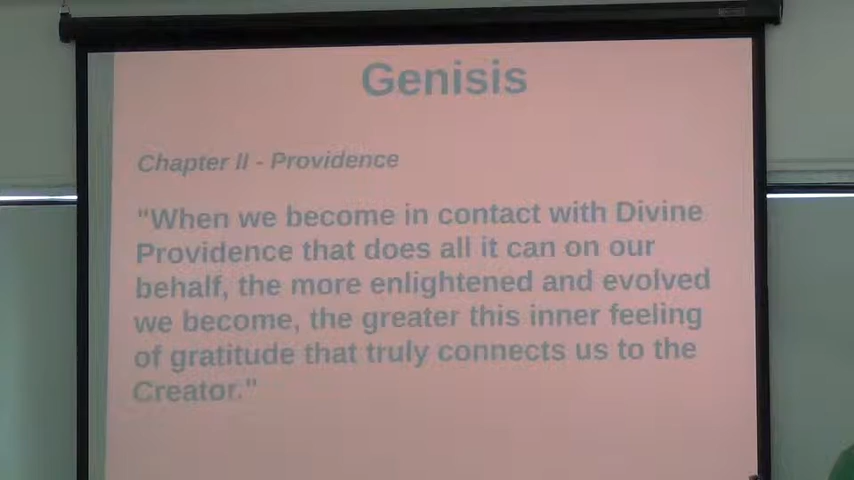 Genisis
Chapter II - Providence
"When we become in contact with Divine
Providence that does all it can on our
behalf, the more enlightened and evolved
we become, the greater this inner feeling
of gratitude that truly connects us to the
Creator."